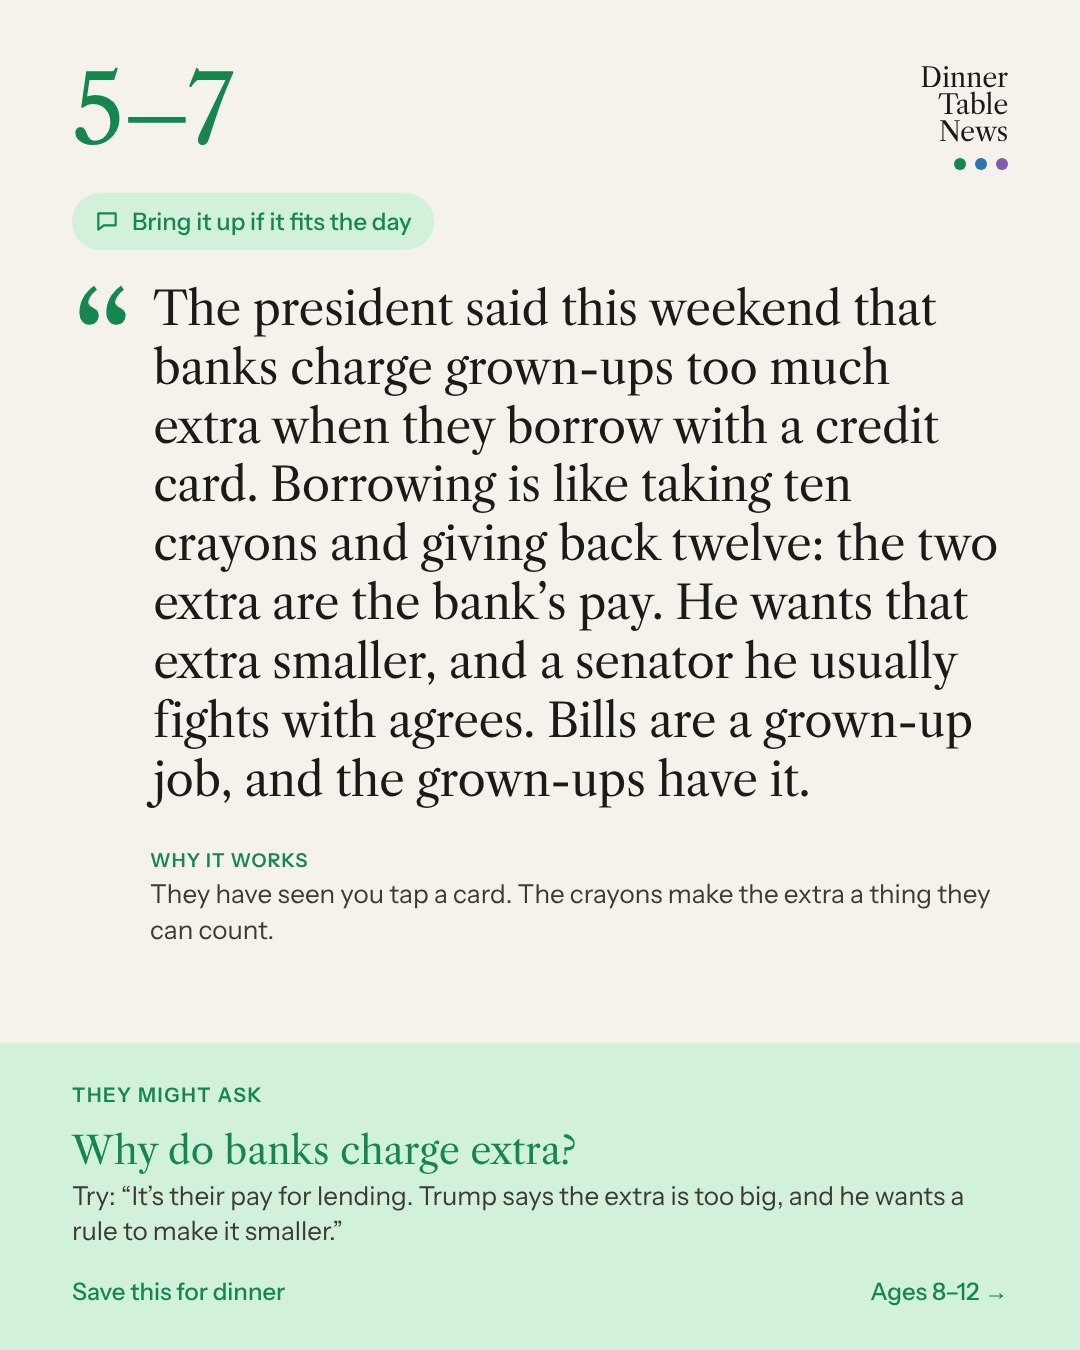 5–7
Dinner
Table
News
Bring it up if it fits the day
“The president said this weekend that
banks charge grown-ups too much
extra when they borrow with a credit
card. Borrowing is like taking ten
crayons and giving back twelve: the two
extra are the bank’s pay. He wants that
extra smaller, and a senator he usually
fights with agrees. Bills are a grown-up
job, and the grown-ups have it.
WHY IT WORKS
They have seen you tap a card. The crayons make the extra a thing they
can count.
THEY MIGHT ASK
Why do banks charge extra?
Try: “It’s their pay for lending. Trump says the extra is too big, and he wants a
rule to make it smaller.”
Save this for dinner
Ages 8–12 →